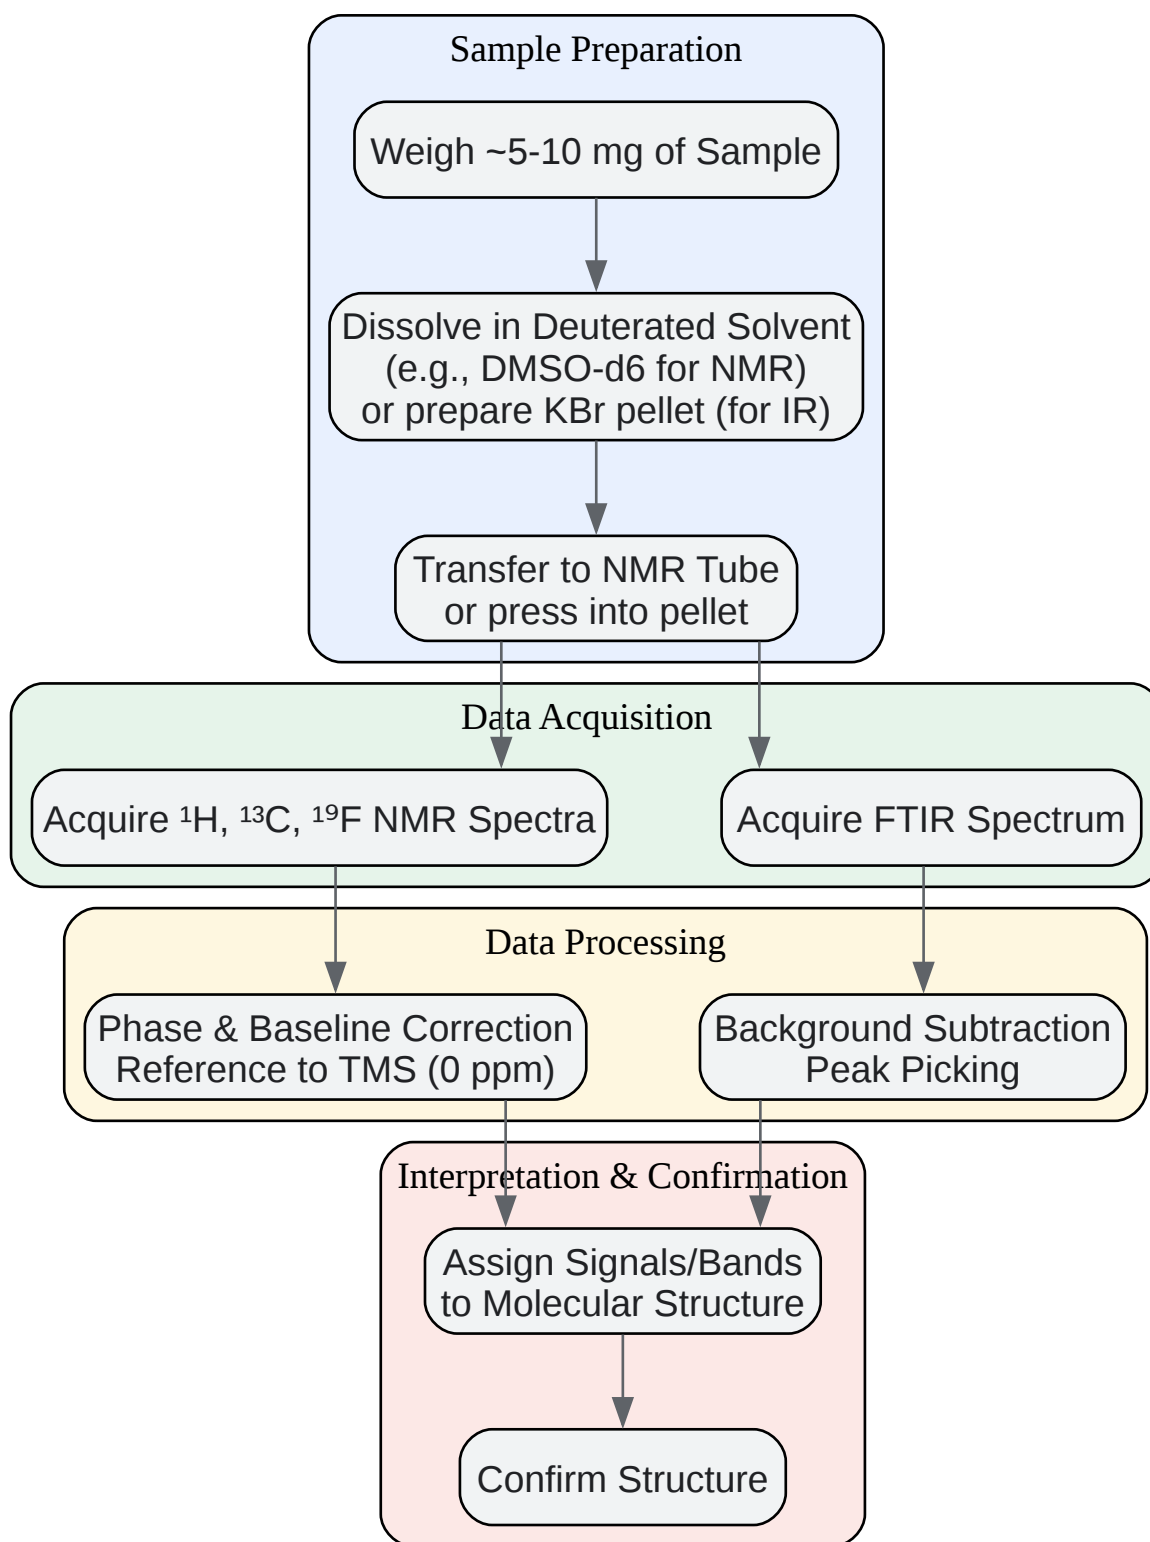 Sample Preparation
Weigh ~5-10 mg of Sample
Dissolve in Deuterated Solvent
(e.g., DMSO-d6 for NMR)
or prepare KBr pellet (for IR)
Transfer to NMR Tube
or press into pellet
Data Acquisition
Acquire ¹H, ¹³C, ¹⁹F NMR Spectra
Acquire FTIR Spectrum
Data Processing
Phase & Baseline Correction
Reference to TMS (0 ppm)
Background Subtraction
Peak Picking
Interpretation & Confirmation
Assign Signals/Bands
to Molecular Structure
Confirm Structure